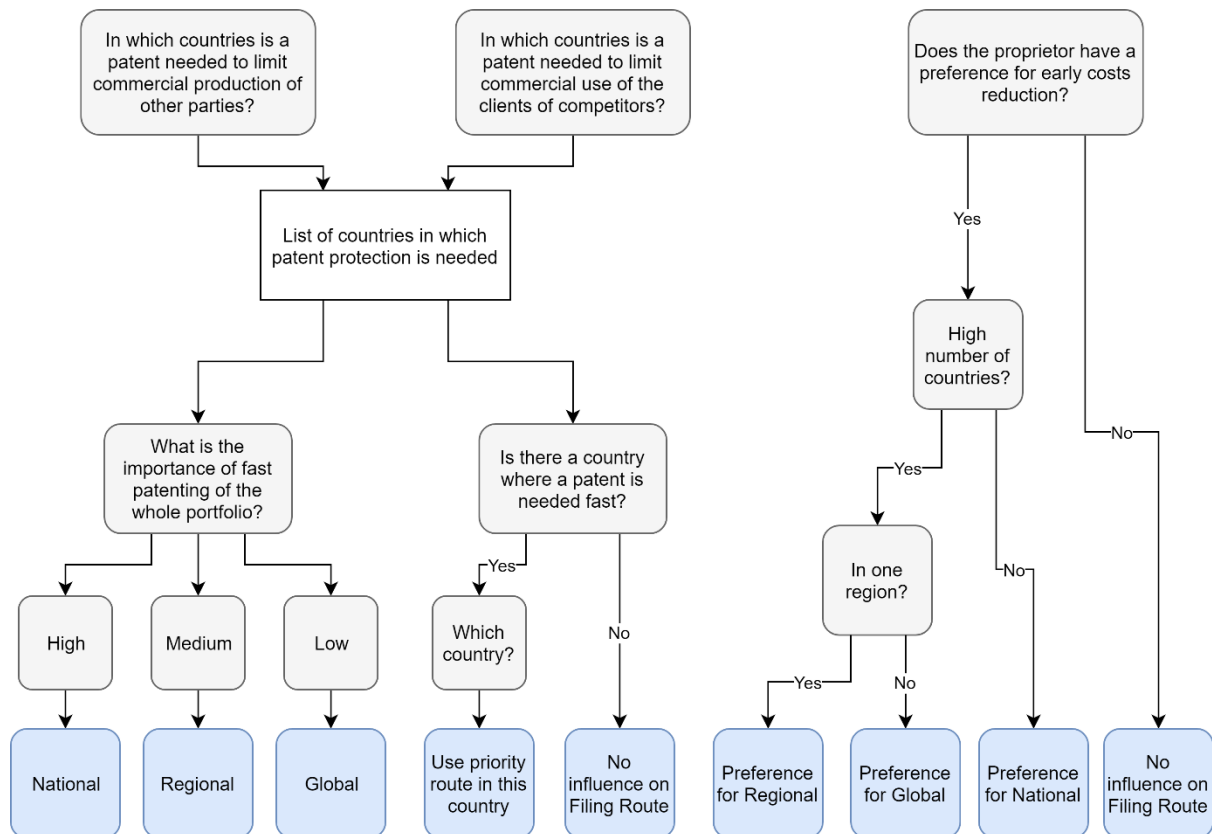 In which countries is a
patent needed to limit
commercial production of
other parties?
In which countries is a
patent needed to limit
commercial use of the
clients of competitors?
Does the proprietor have a
preference for early costs
reduction?
List of countries in which
patent protection is needed
Yes
High
number of
countries?
What is the
importance of fast
patenting of the
whole portfolio?
Is there a country
where a patent is
needed fast?
Yes
No
In one
region?
Yes
No
No
High
Medium
Low
Which
country?
Yes
No
National
Regional
Global
Use priority
route in this
country
No
influence on
Filing Route
Preference
for Regional
Preference
for Global
Preference
for National
No
influence on
Filing Route